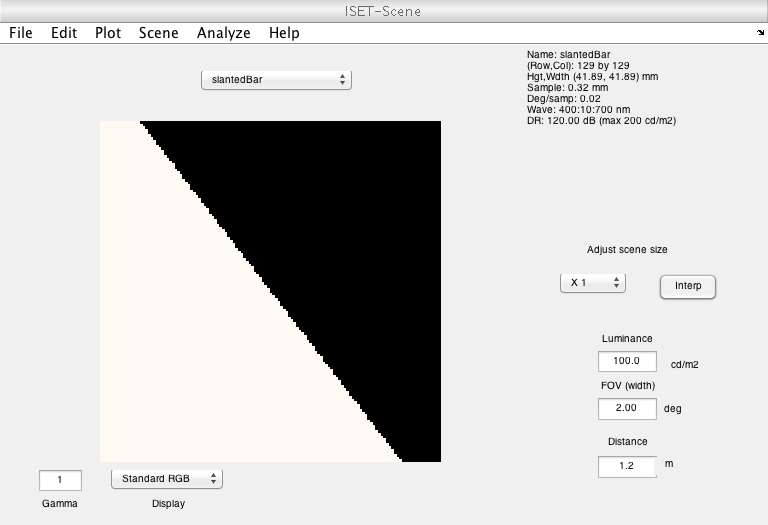 ISET-Scene
File Edit Plot Scene Analyze Help
slantedBar
Name: slantedBar
(Row,Col): 129 by 129
Hgt,Wdth (41.89, 41.89) mm
Sample: 0.32 mm
Deg/samp: 0.02
Wave: 400:10:700 nm
DR: 120.00 dB (max 200 cd/m2)
Adjust scene size
X 1
Interp
Luminance
100.0 cd/m2
FOV (width)
2.00 deg
Distance
1.2 m
1 Standard RGB
Gamma Display